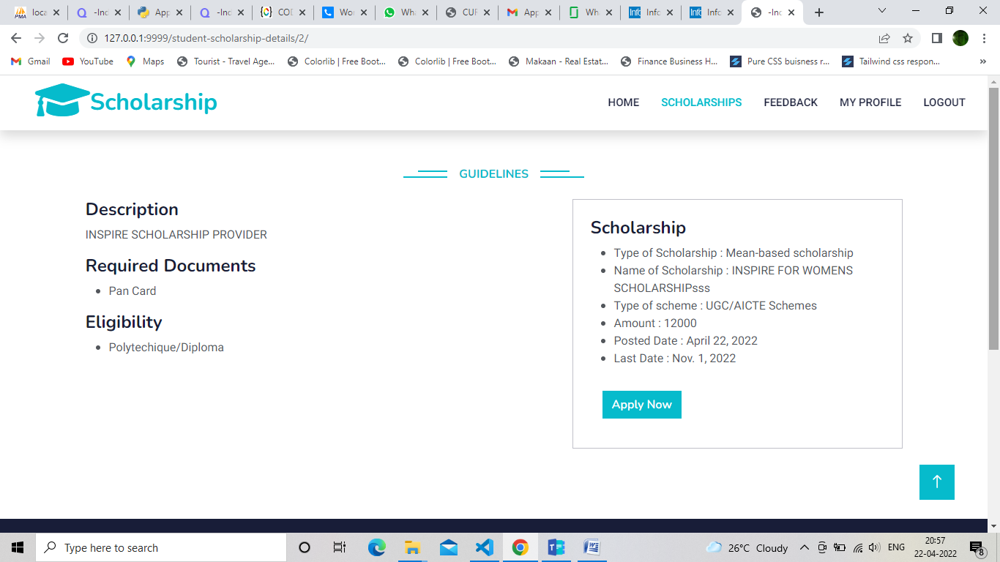 loca
-Inc
App
-Inc
COD
Wor
Wha
CUR
App
Wha
Info
Info
-Inc
127.0.0.1:9999/student-scholarship-details/2/
Gmail
YouTube
Maps
Tourist - Travel Age...
Colorlib | Free Boot...
Colorlib | Free Boot...
Makaan - Real Estat...
Finance Business H...
Pure CSS buisness r...
Tailwind css respon...
»
Scholarship
HOME
SCHOLARSHIPS
FEEDBACK
MY PROFILE
LOGOUT
GUIDELINES
Description
INSPIRE SCHOLARSHIP PROVIDER
Required Documents
Pan Card
Eligibility
Polytechique/Diploma
Scholarship
Type of Scholarship : Mean-based scholarship
Name of Scholarship : INSPIRE FOR WOMENS
SCHOLARSHIPsss
Type of scheme : UGC/AICTE Schemes
Amount : 12000
Posted Date : April 22, 2022
Last Date : Nov. 1, 2022
Apply Now
Type here to search
26°C Cloudy
ENG
20:57
22-04-2022
8